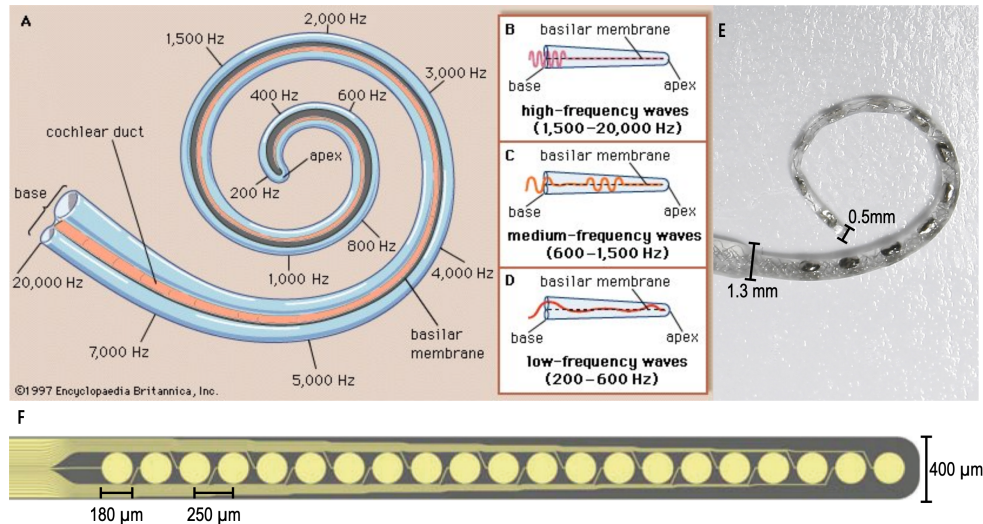 A
2,000 Hz
1,500 Hz
3,000 Hz
400 Hz
600 Hz
cochlear duct
apex
200 Hz
base
800 Hz
1,000 Hz
4,000 Hz
20,000 Hz
basilar
membrane
7,000 Hz
5,000 Hz
©1997 Encyclopaedia Britannica, Inc.
B
basilar membrane
base
apex
high-frequency waves
(1,500–20,000 Hz)
C
basilar membrane
base
apex
medium-frequency waves
(600–1,500 Hz)
D
basilar membrane
base
apex
low-frequency waves
(200–600 Hz)
E
0.5mm
1.3 mm
F
400 µm
180 µm
250 µm